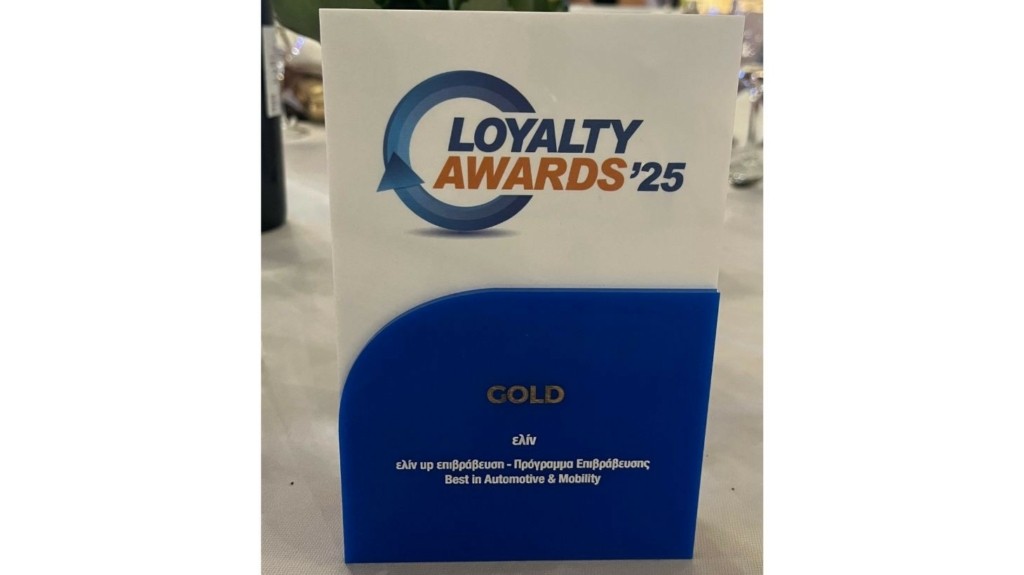 LOYALTY
AWARDS '25
GOLD
ελίν
ελίν up επιβράβευση - Πρόγραμμα Επιβράβευσης
Best in Automotive & Mobility